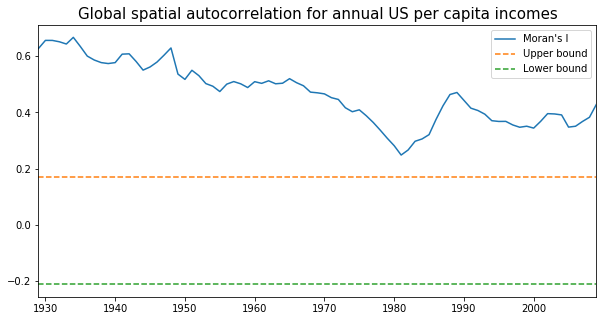 Global spatial autocorrelation for annual US per capita incomes
Moran's I
Upper bound
Lower bound
0.6
0.4
0.2
0.0
−0.2
1930 1940 1950 1960 1970 1980 1990 2000